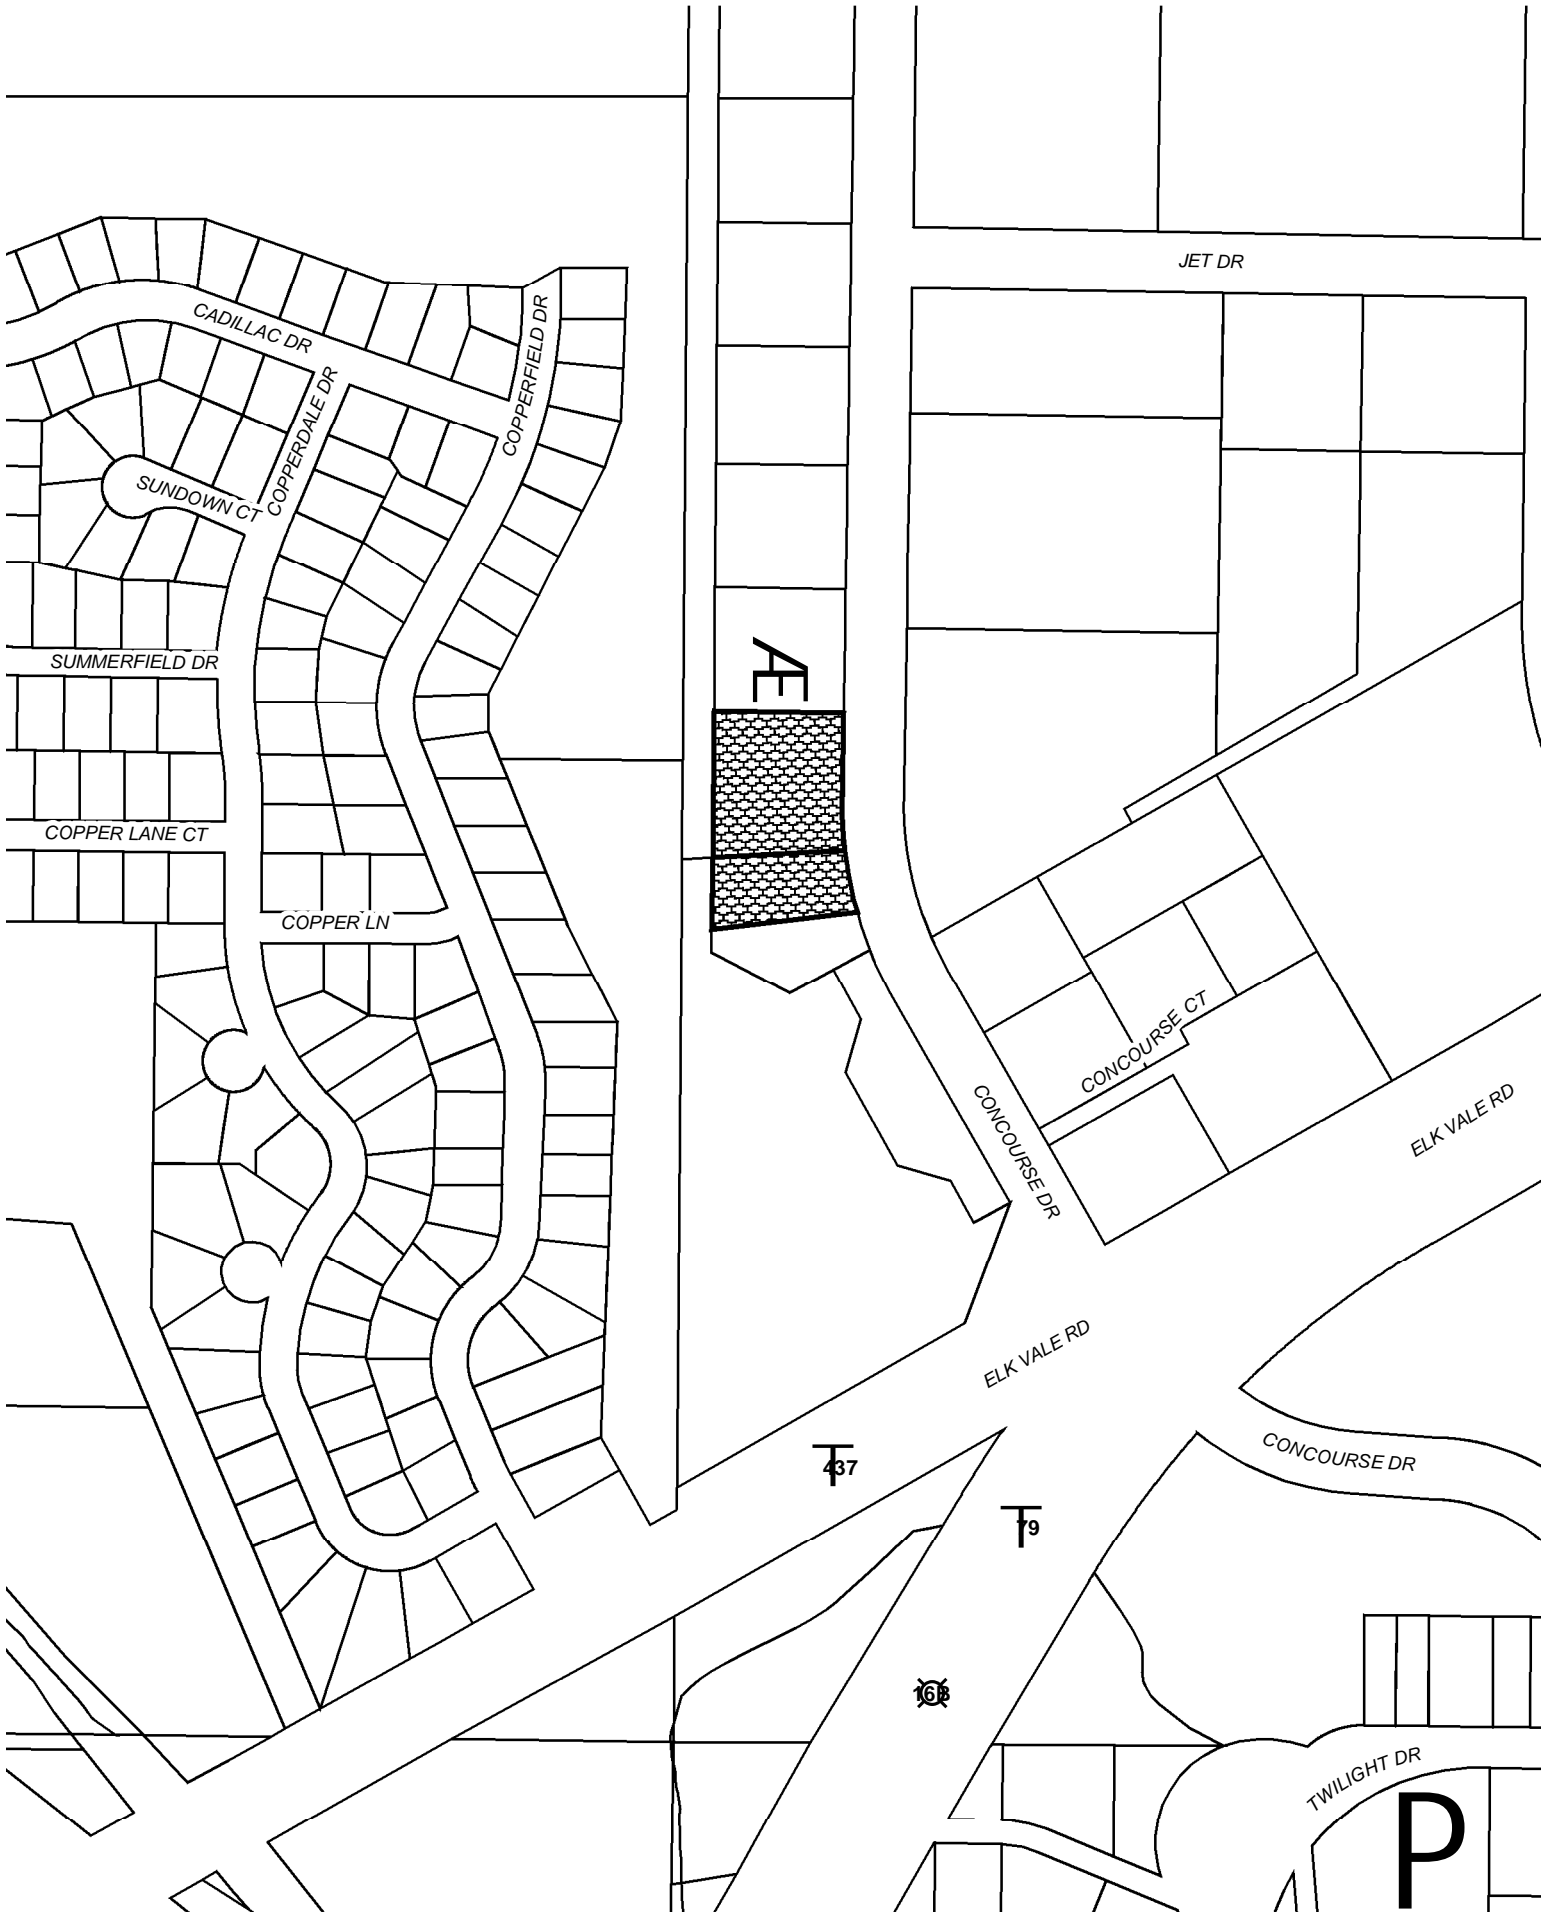 JET DR
CADILLAC DR
COPPERFIELD DR
COPPERDALE DR
SUNDOWN CT
SUMMERFIELD DR
Æ
COPPER LANE CT
COPPER LN
CONCOURSE CT
CONCOURSE DR
ELK VALE RD
ELK VALE RD
CONCOURSE DR
437
79
16B
TWILIGHT DR
P